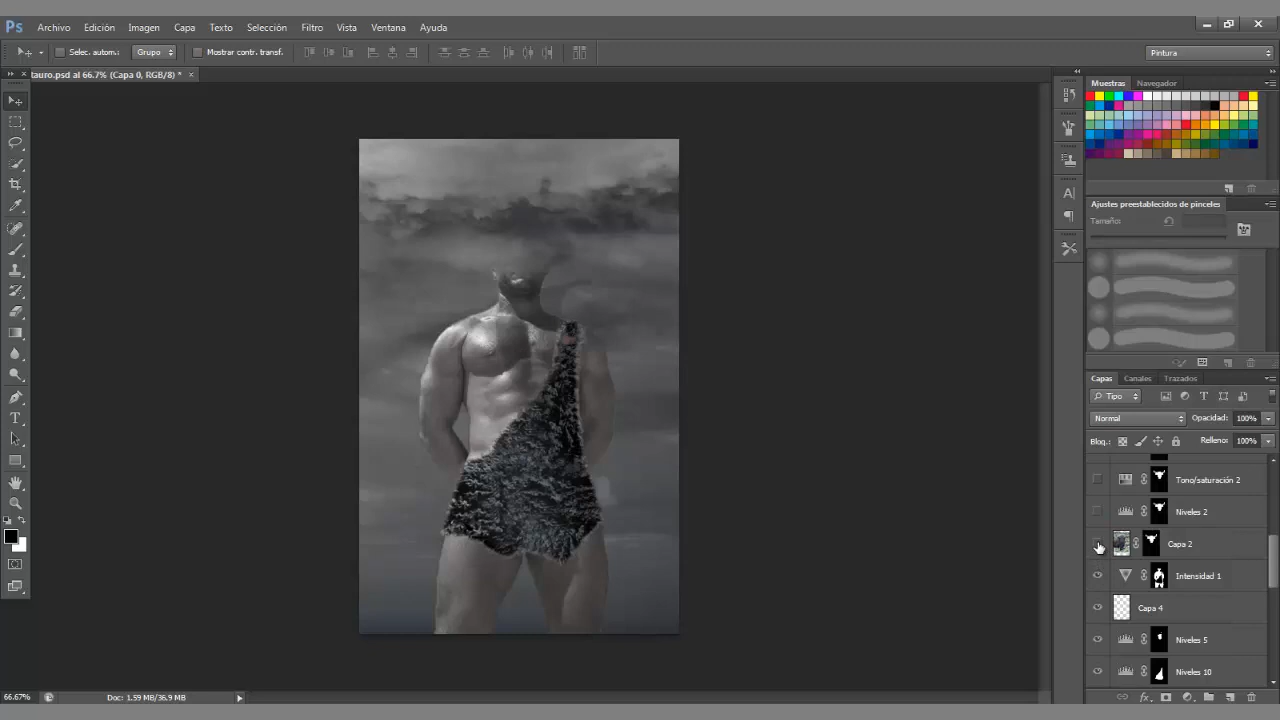 Ps Archivo Edición Imagen Capa Texto Selección Filtro Vista Ventana Ayuda
Selec. autom.: Grupo Mostrar contr. transf. Pintura
tauro.psd al 66.7% (Capa 0, RGB/8) * ×
Muestras Navegador
Ajustes preestablecidos de pinceles
Tamaño:
Capas Canales Trazados
Tipo
Normal Opacidad: 100%
Bloq.: Relleno: 100%
Tono/saturación 2
Niveles 2
Capa 2
Intensidad 1
Capa 4
Niveles 5
Niveles 10
66.67% Doc: 1.59 MB/36.9 MB